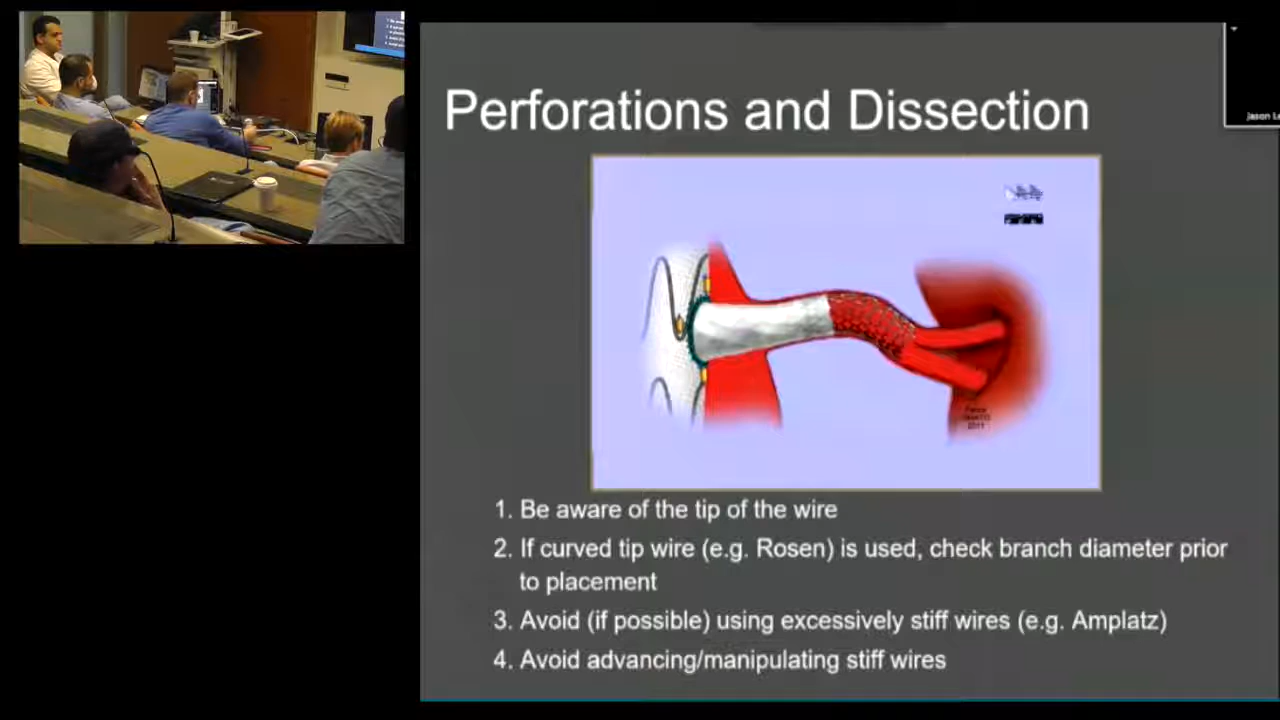 Perforations and Dissection
Jason Le
1. Be aware of the tip of the wire
2. If curved tip wire (e.g. Rosen) is used, check branch diameter prior
to placement
3. Avoid (if possible) using excessively stiff wires (e.g. Amplatz)
4. Avoid advancing/manipulating stiff wires